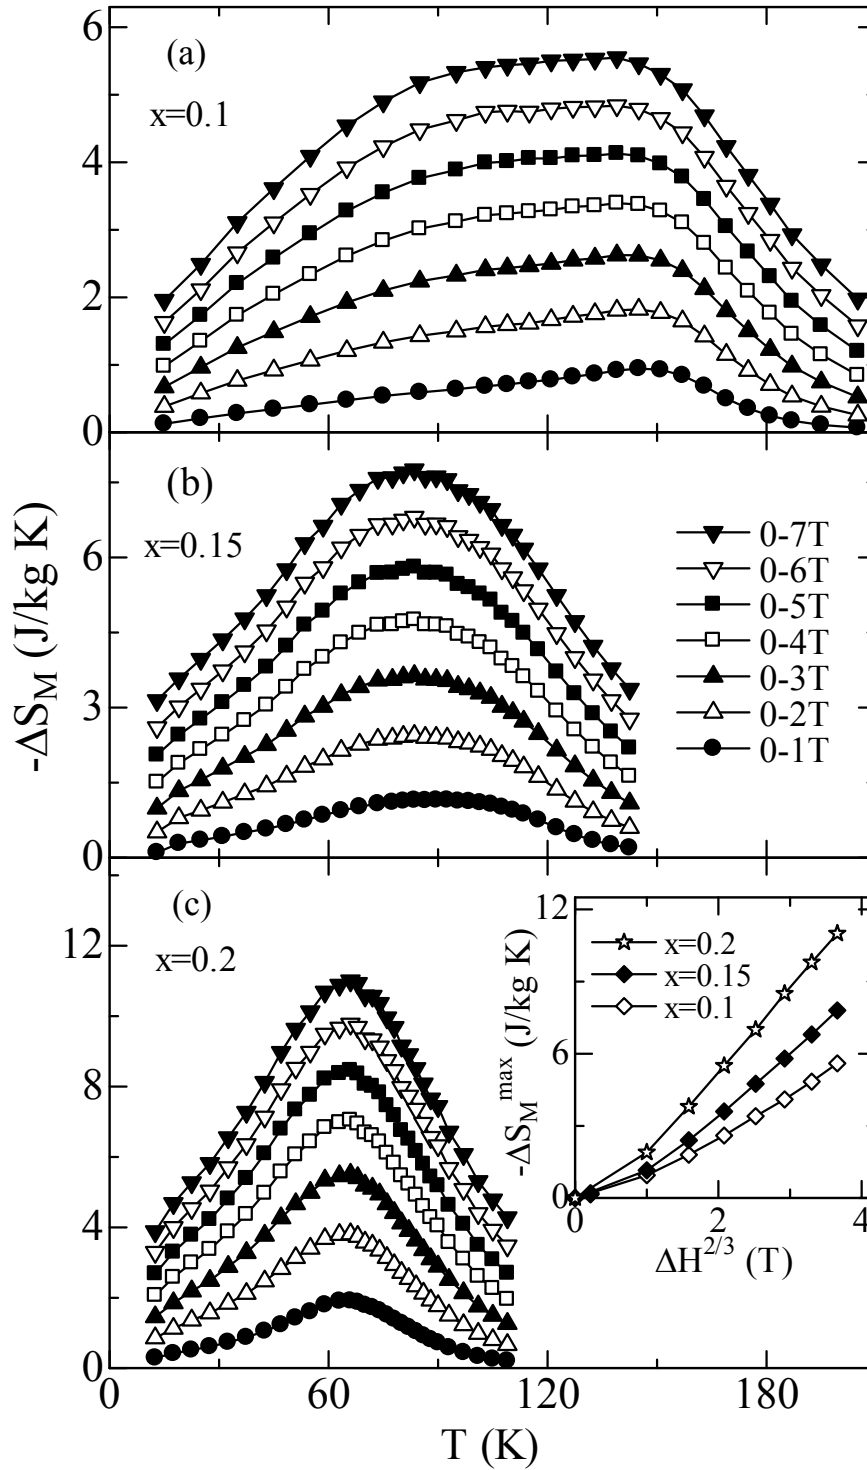 -ΔS_M (J/kg K)
6
4
2
0
(a)
x=0.1
6
3
0
(b)
x=0.15
0-7T
0-6T
0-5T
0-4T
0-3T
0-2T
0-1T
12
8
4
0
(c)
x=0.2
-ΔS_M^max (J/kg K)
12
6
0
x=0.2
x=0.15
x=0.1
0 2 4
ΔH^2/3 (T)
0 60 120 180
T (K)